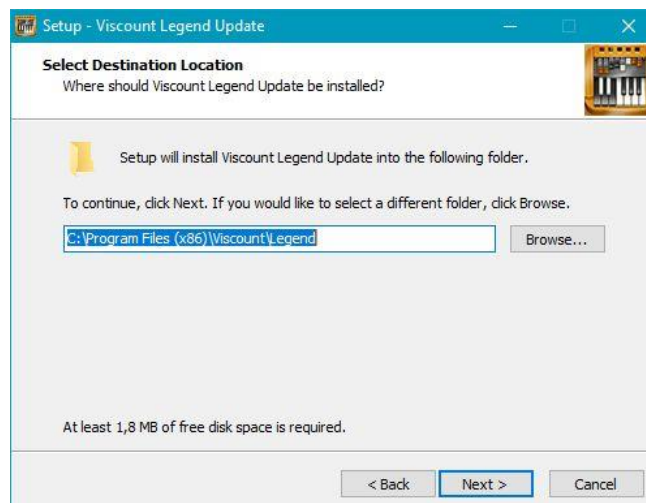 Setup - Viscount Legend Update
Select Destination Location
Where should Viscount Legend Update be installed?
Setup will install Viscount Legend Update into the following folder.
To continue, click Next. If you would like to select a different folder, click Browse.
C:\Program Files (x86)\Viscount\Legend
Browse...
At least 1,8 MB of free disk space is required.
< Back
Next >
Cancel